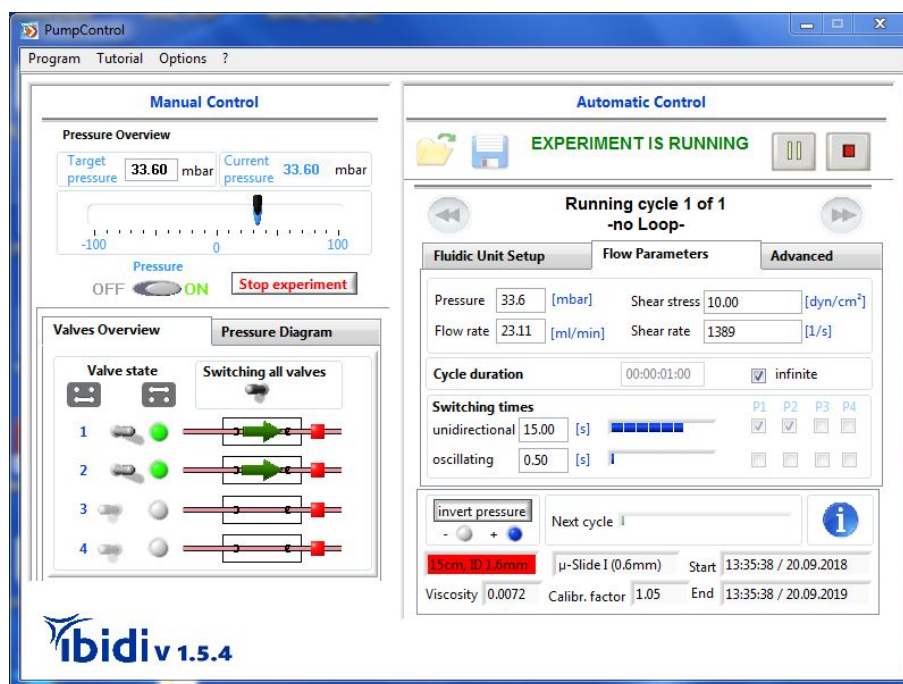 PumpControl
Program Tutorial Options ?
Manual Control
Pressure Overview
Target pressure 33.60 mbar Current pressure 33.60 mbar
-100 0 100
Pressure
OFF ON Stop experiment
Valves Overview Pressure Diagram
Valve state Switching all valves
1
2
3
4
ibidi v 1.5.4
Automatic Control
EXPERIMENT IS RUNNING
Running cycle 1 of 1
-no Loop-
Fluidic Unit Setup Flow Parameters Advanced
Pressure 33.6 [mbar] Shear stress 10.00 [dyn/cm²]
Flow rate 23.11 [ml/min] Shear rate 1389 [1/s]
Cycle duration 00:00:01:00 infinite
Switching times P1 P2 P3 P4
unidirectional 15.00 [s]
oscillating 0.50 [s]
invert pressure
- + Next cycle
15cm, ID 1.6mm µ-Slide I (0.6mm) Start 13:35:38 / 20.09.2018
Viscosity 0.0072 Calibr. factor 1.05 End 13:35:38 / 20.09.2019